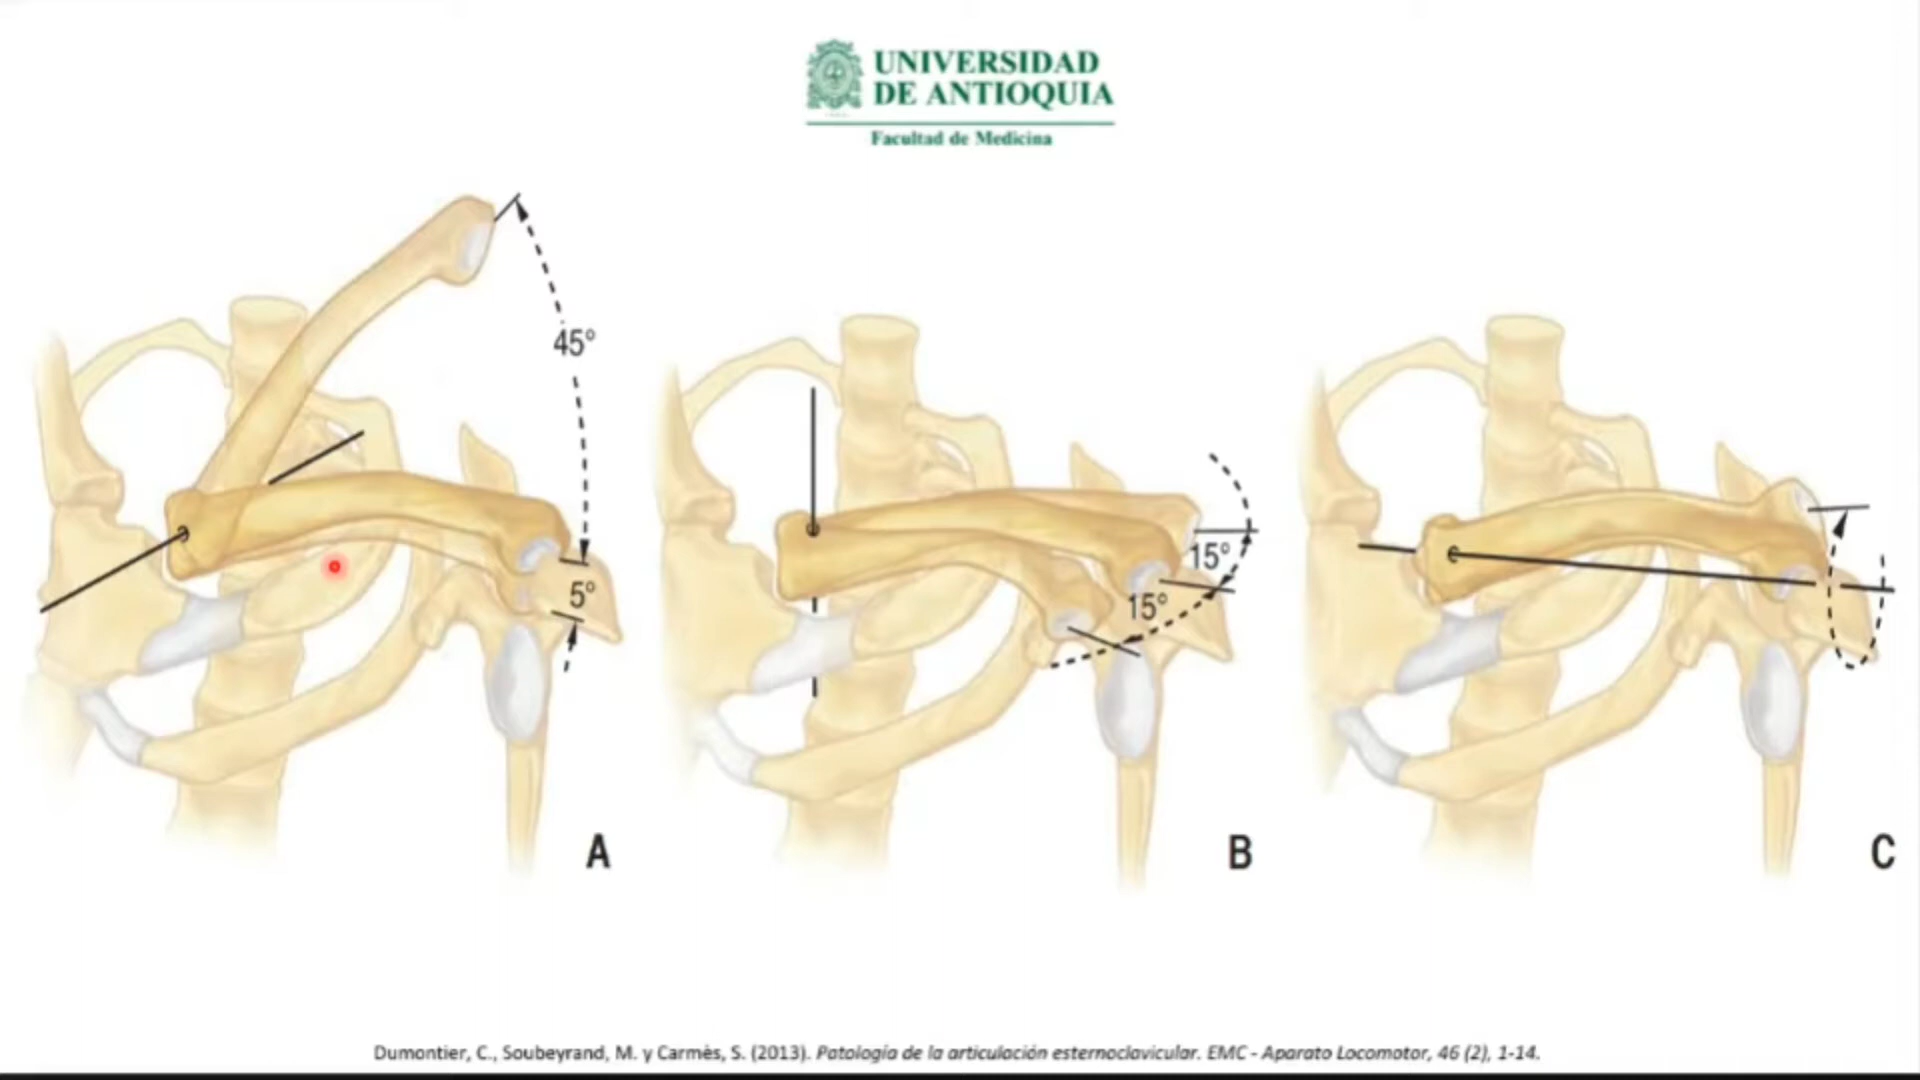 UNIVERSIDAD
DE ANTIOQUIA
Facultad de Medicina
45°
5°
A
15°
15°
B
C
Dumontier, C., Soubeyrand, M. y Carmès, S. (2013). Patología de la articulación esternoclavicular. EMC - Aparato Locomotor, 46 (2), 1-14.